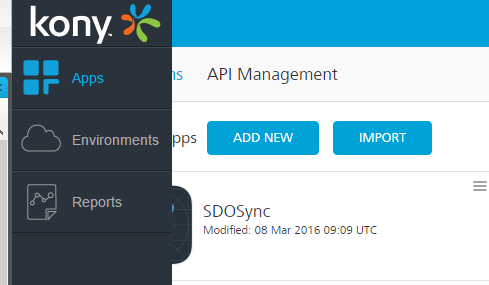 kony
Apps
Environments
Reports
ns
API Management
pps
ADD NEW
IMPORT
SDOSync
Modified: 08 Mar 2016 09:09 UTC